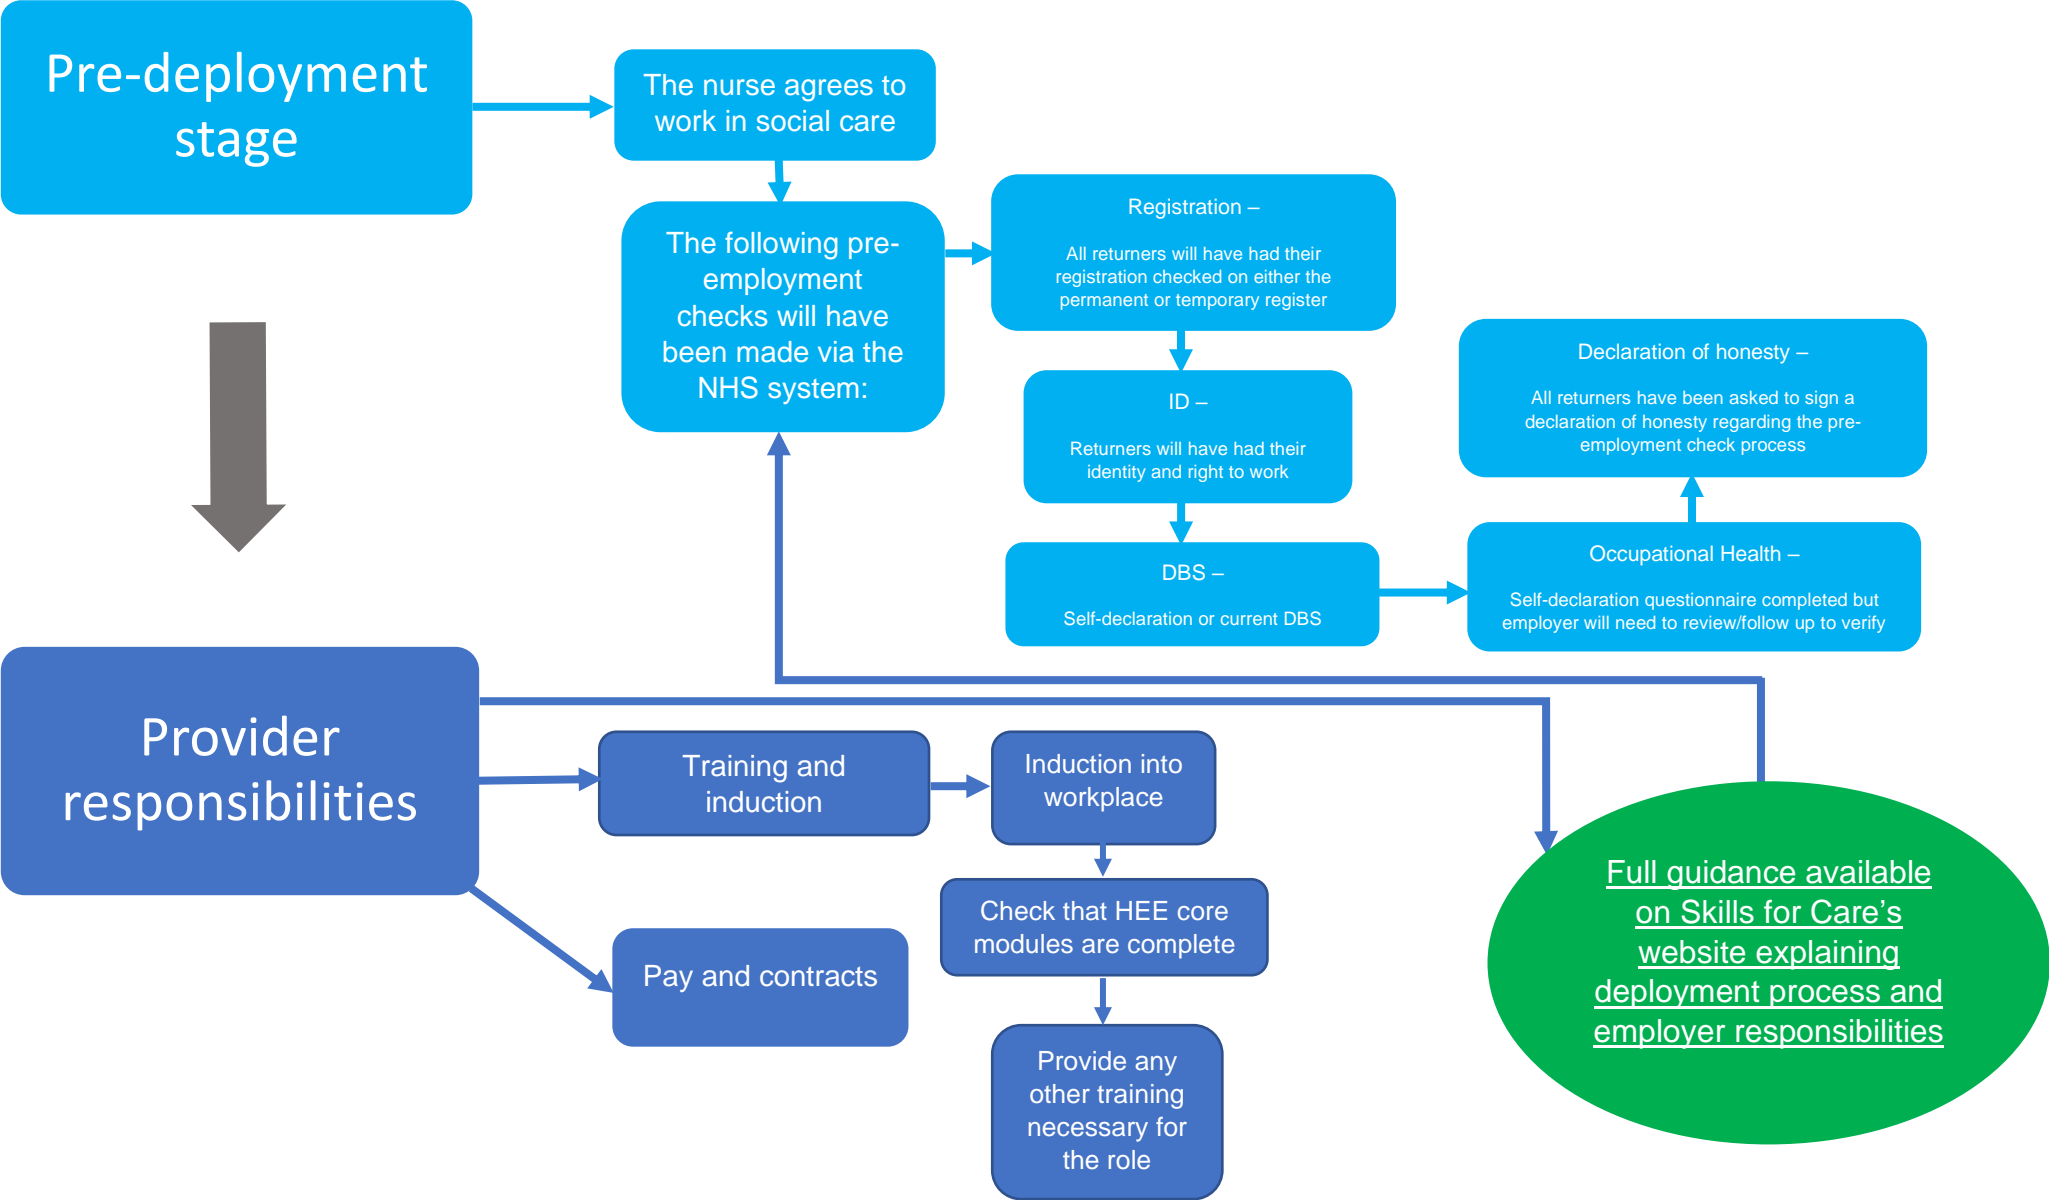 Pre-deployment
stage
The nurse agrees to
work in social care
The following pre-
employment
checks will have
been made via the
NHS system:
Registration –
All returners will have had their
registration checked on either the
permanent or temporary register
ID –
Returners will have had their
identity and right to work
DBS –
Self-declaration or current DBS
Occupational Health –
Self-declaration questionnaire completed but
employer will need to review/follow up to verify
Declaration of honesty –
All returners have been asked to sign a
declaration of honesty regarding the pre-
employment check process
Provider
responsibilities
Training and
induction
Induction into
workplace
Check that HEE core
modules are complete
Provide any
other training
necessary for
the role
Pay and contracts
Full guidance available
on Skills for Care’s
website explaining
deployment process and
employer responsibilities